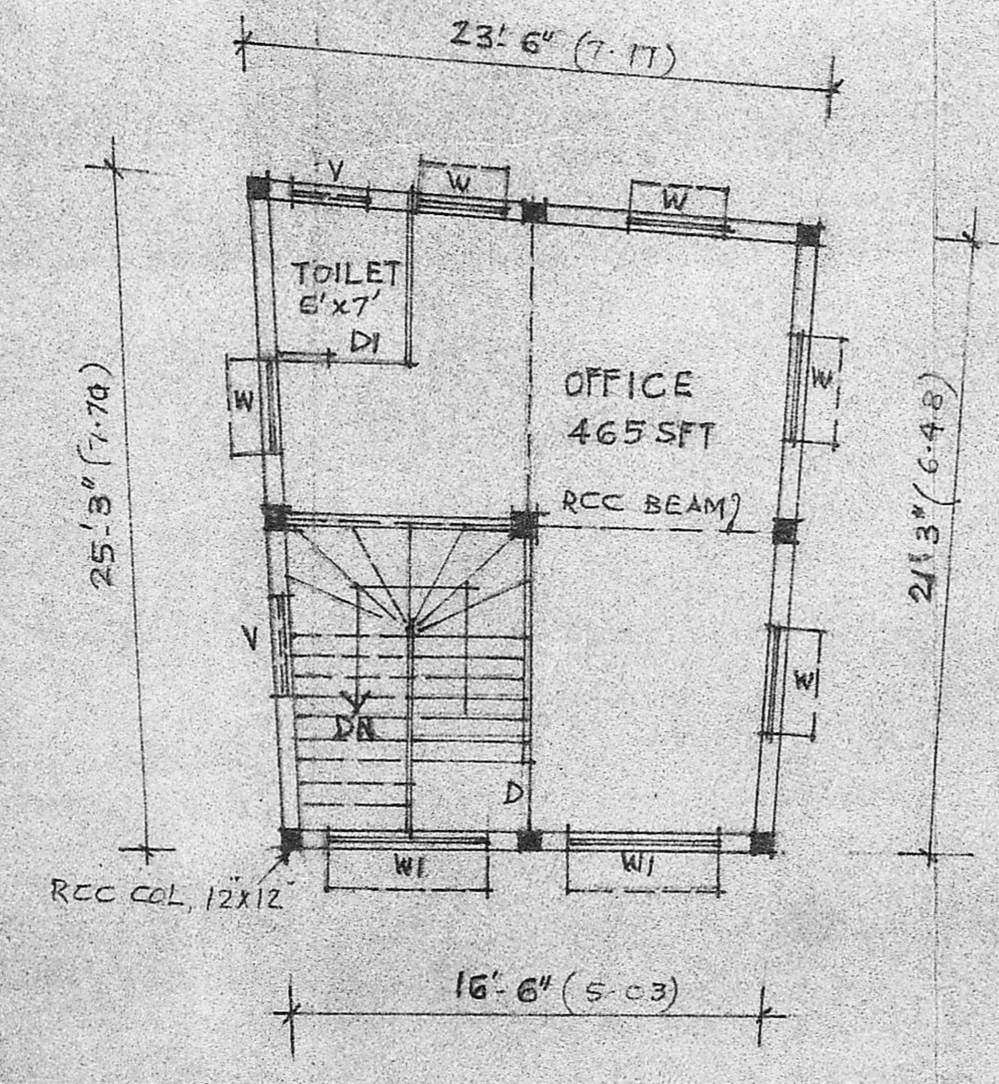 23'-6" (7.17)
V
W
W
TOILET
6'x7'
D1
W
W
OFFICE
465 SFT
25'-3" (7.70)
21'3" (6.48)
RCC BEAM
V
W
DN
D
W1
W1
RCC COL, 12"x12"
16'-6" (5.03)